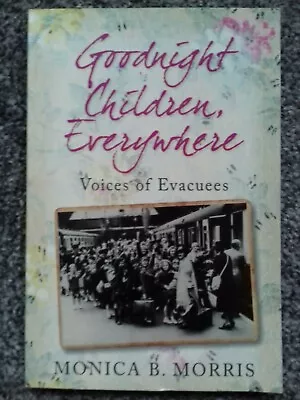 Goodnight
Children,
Everywhere
Voices of Evacuees
MONICA B. MORRIS